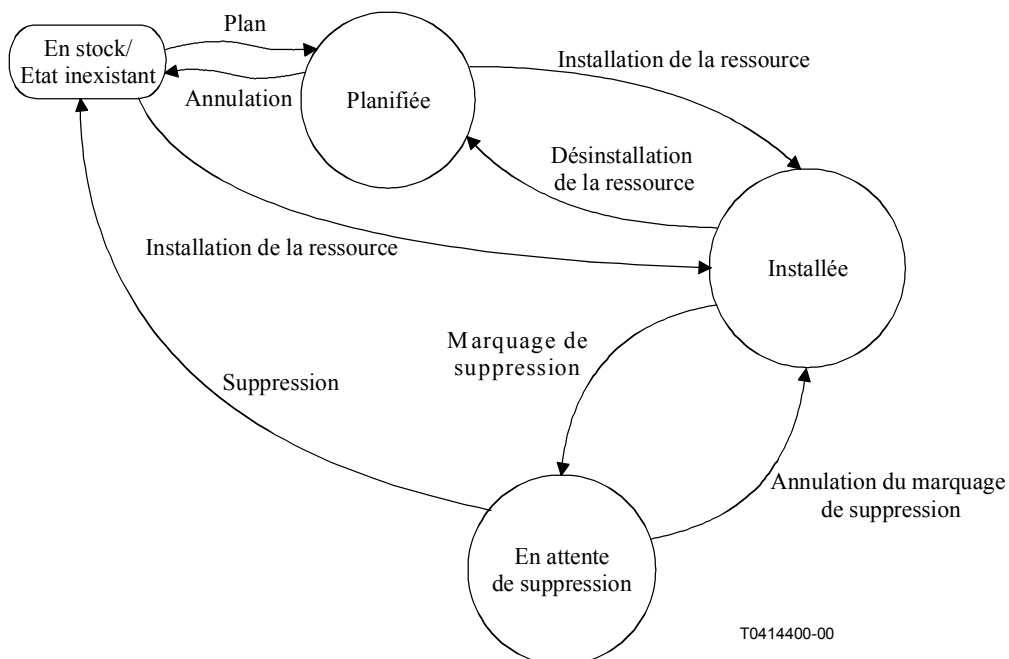 Plan
En stock/
Etat inexistant
Annulation
Planifiée
Installation de la ressource
Désinstallation
de la ressource
Installation de la ressource
Installée
Marquage de
suppression
Suppression
Annulation du marquage
de suppression
En attente
de suppression
T0414400-00